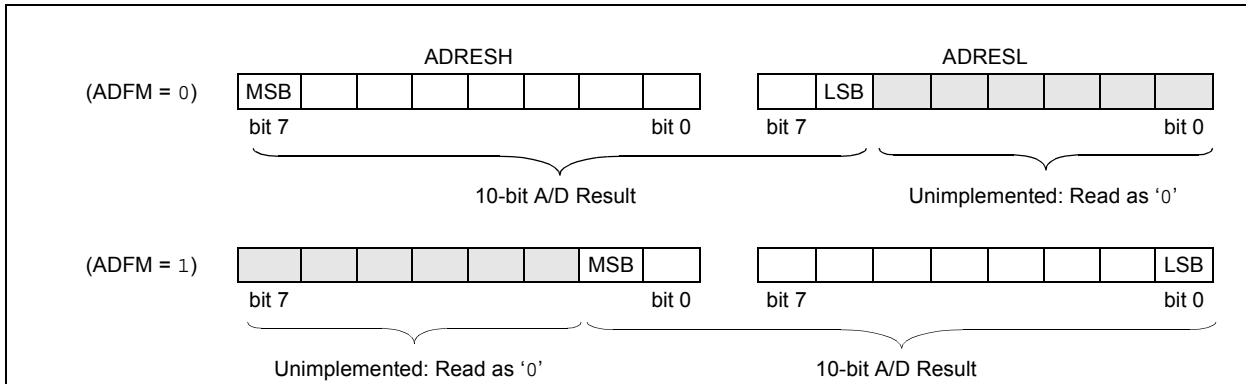 ADRESH ADRESL
(ADFM = 0) MSB LSB
bit 7 bit 0 bit 7 bit 0
10-bit A/D Result Unimplemented: Read as ‘0’
(ADFM = 1) MSB LSB
bit 7 bit 0 bit 7 bit 0
Unimplemented: Read as ‘0’ 10-bit A/D Result